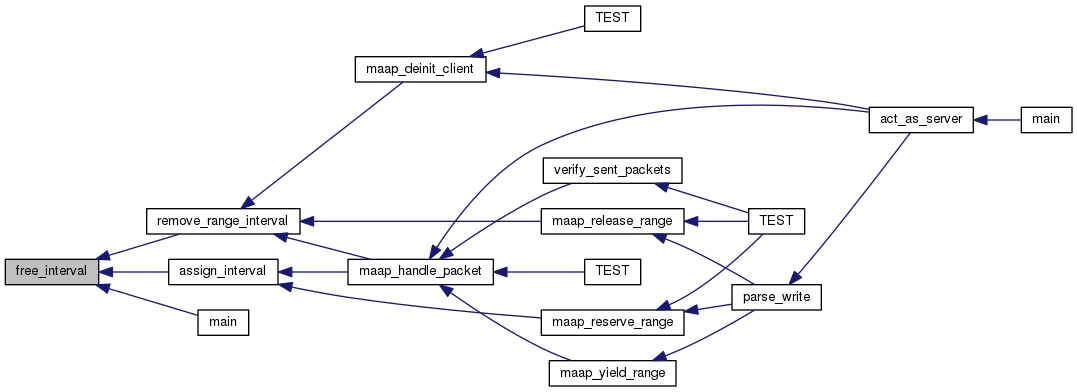 TEST
maap_deinit_client
act_as_server
main
verify_sent_packets
remove_range_interval
maap_release_range
TEST
free_interval
assign_interval
maap_handle_packet
TEST
parse_write
main
maap_reserve_range
maap_yield_range